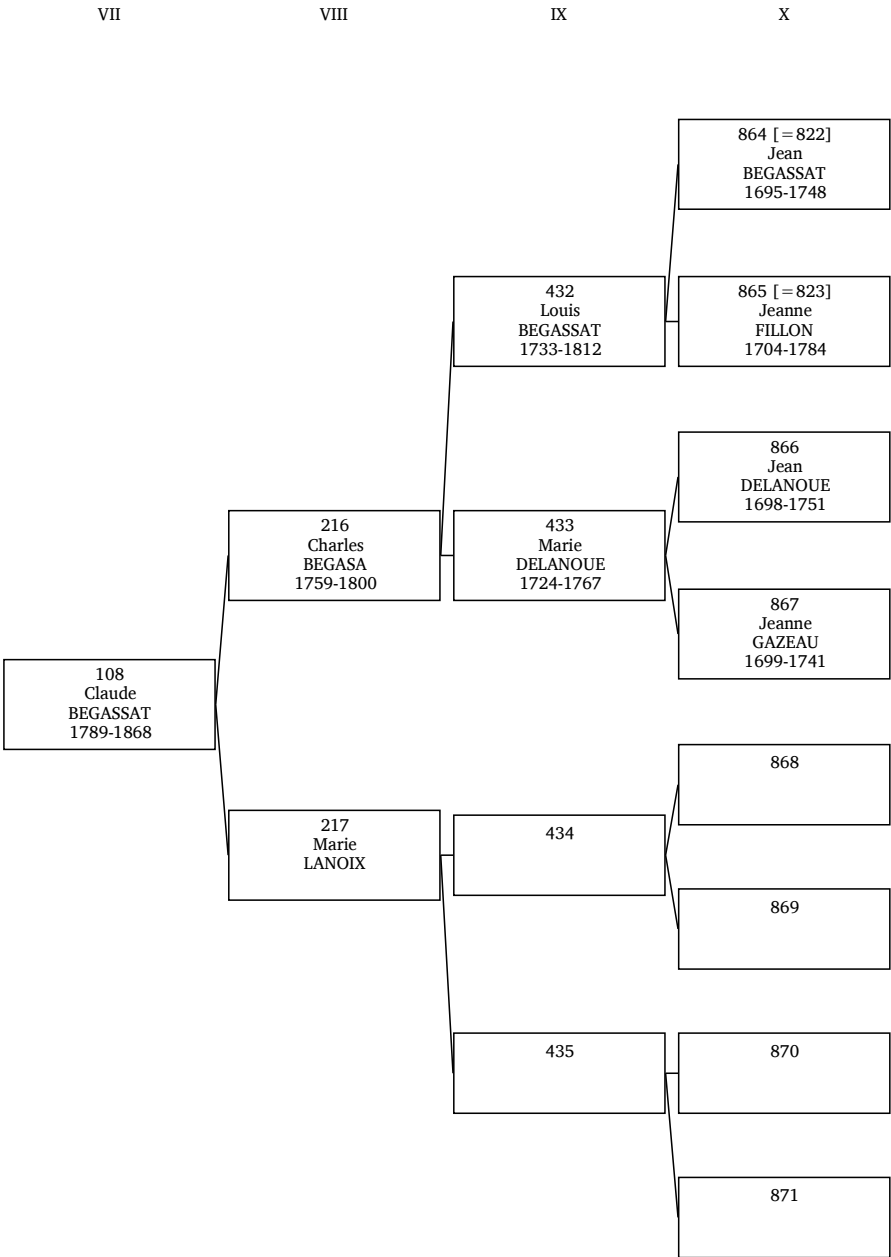 VII VIII IX X
864 [=822]
Jean
BEGASSAT
1695-1748
432
Louis
BEGASSAT
1733-1812
865 [=823]
Jeanne
FILLON
1704-1784
866
Jean
DELANOUE
1698-1751
216
Charles
BEGASA
1759-1800
433
Marie
DELANOUE
1724-1767
867
Jeanne
GAZEAU
1699-1741
108
Claude
BEGASSAT
1789-1868
868
217
Marie
LANOIX
434
869
435
870
871